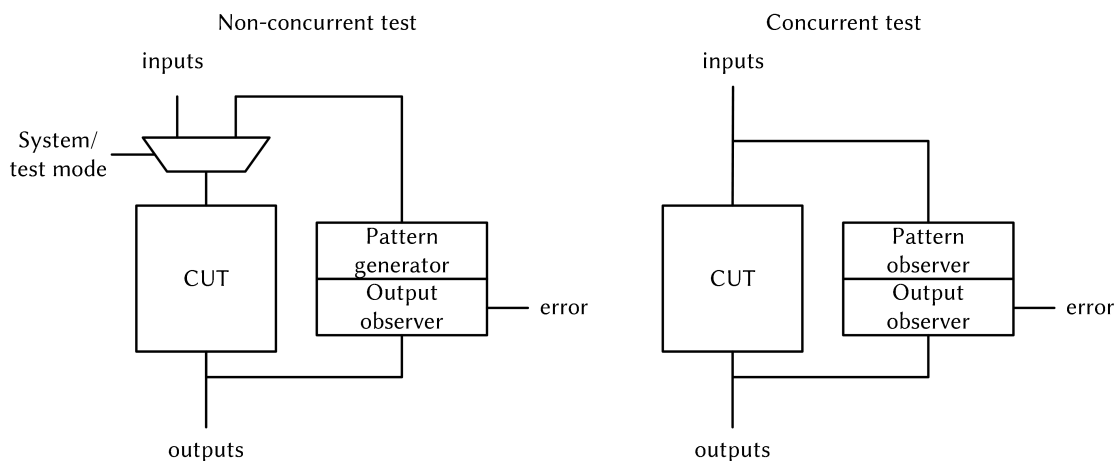 Non-concurrent test
inputs
System/
test mode
CUT
Pattern
generator
Output
observer
error
outputs
Concurrent test
inputs
CUT
Pattern
observer
Output
observer
error
outputs